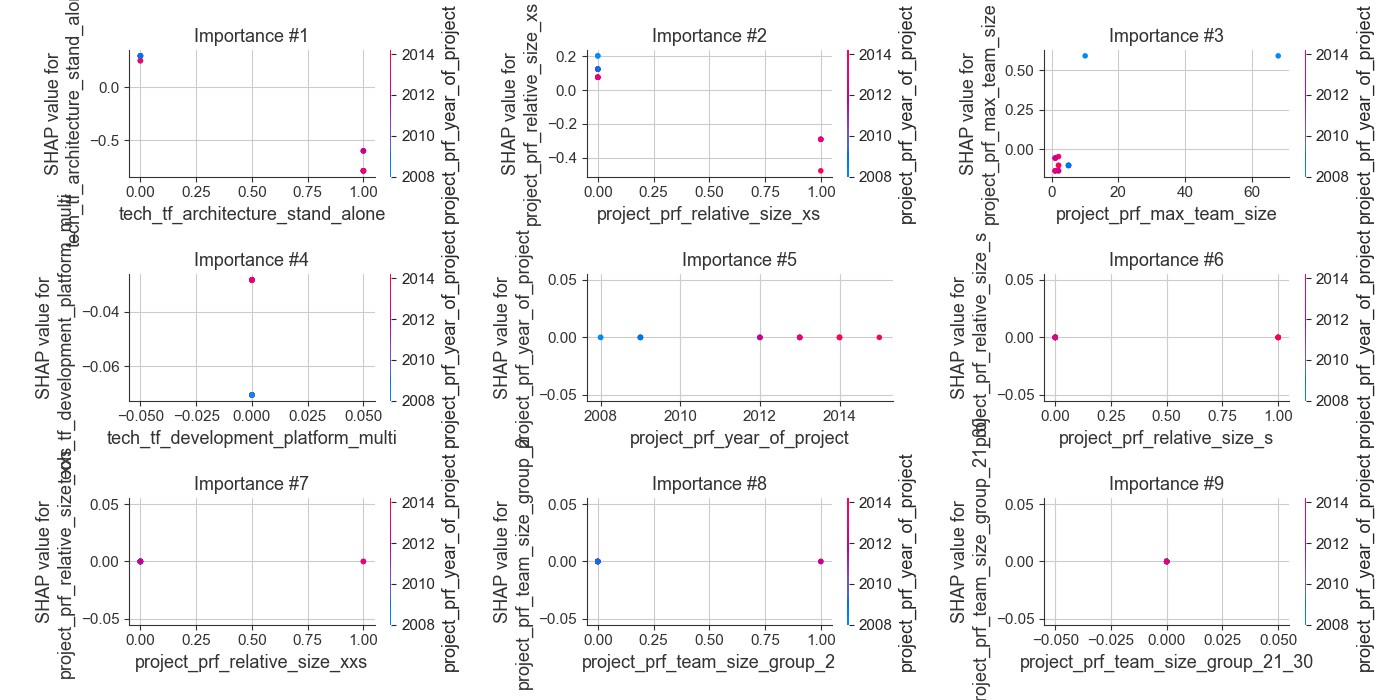 Importance #1
SHAP value for
tech_tf_architecture_stand_alone
0.0
−0.5
0.00
0.25
0.50
0.75
1.00
tech_tf_architecture_stand_alone
2014
2012
2010
2008
project_prf_year_of_project
Importance #2
SHAP value for
project_prf_relative_size_xs
0.2
0.0
−0.2
−0.4
0.00
0.25
0.50
0.75
1.00
project_prf_relative_size_xs
2014
2012
2010
2008
project_prf_year_of_project
Importance #3
SHAP value for
project_prf_max_team_size
0.50
0.25
0.00
0
20
40
60
project_prf_max_team_size
2014
2012
2010
2008
project_prf_year_of_project
Importance #4
SHAP value for
tech_tf_development_platform_multi
−0.04
−0.06
−0.050
−0.025
0.000
0.025
0.050
tech_tf_development_platform_multi
2014
2012
2010
2008
project_prf_year_of_project
Importance #5
SHAP value for
project_prf_year_of_project
0.05
0.00
−0.05
2008
2010
2012
2014
project_prf_year_of_project
Importance #6
SHAP value for
project_prf_relative_size_s
0.05
0.00
−0.05
0.00
0.25
0.50
0.75
1.00
project_prf_relative_size_s
2014
2012
2010
2008
project_prf_year_of_project
Importance #7
SHAP value for
project_prf_relative_size_xxs
0.05
0.00
−0.05
0.00
0.25
0.50
0.75
1.00
project_prf_relative_size_xxs
2014
2012
2010
2008
project_prf_year_of_project
Importance #8
SHAP value for
project_prf_team_size_group_2
0.05
0.00
−0.05
0.00
0.25
0.50
0.75
1.00
project_prf_team_size_group_2
2014
2012
2010
2008
project_prf_year_of_project
Importance #9
SHAP value for
project_prf_team_size_group_21_30
0.05
0.00
−0.05
−0.050
−0.025
0.000
0.025
0.050
project_prf_team_size_group_21_30
2014
2012
2010
2008
project_prf_year_of_project